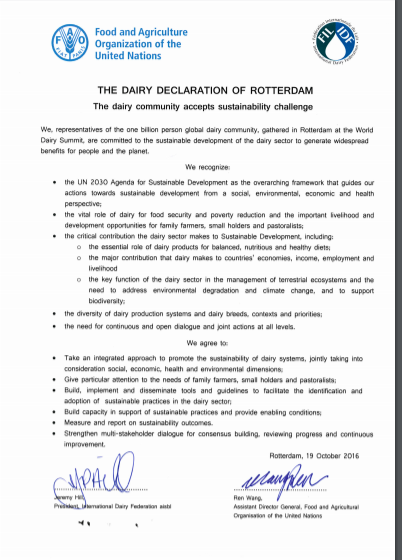 Food and Agriculture
Organization of the
United Nations
FAO
FIAT PANIS
FIL IDF
THE DAIRY DECLARATION OF ROTTERDAM
The dairy community accepts sustainability challenge
We, representatives of the one billion person global dairy community, gathered in Rotterdam at the World
Dairy Summit, are committed to the sustainable development of the dairy sector to generate widespread
benefits for people and the planet.
We recognize:
• the UN 2030 Agenda for Sustainable Development as the overarching framework that guides our
actions towards sustainable development from a social, environmental, economic and health
perspective;
• the vital role of dairy for food security and poverty reduction and the important livelihood and
development opportunities for family farmers, small holders and pastoralists;
• the critical contribution the dairy sector makes to Sustainable Development, including:
o the essential role of dairy products for balanced, nutritious and healthy diets;
o the major contribution that dairy makes to countries' economies, income, employment and
livelihood
o the key function of the dairy sector in the management of terrestrial ecosystems and the
need to address environmental degradation and climate change, and to support
biodiversity;
• the diversity of dairy production systems and dairy breeds, contexts and priorities;
• the need for continuous and open dialogue and joint actions at all levels.
We agree to:
• Take an integrated approach to promote the sustainability of dairy systems, jointly taking into
consideration social, economic, health and environmental dimensions;
• Give particular attention to the needs of family farmers, small holders and pastoralists;
• Build, implement and disseminate tools and guidelines to facilitate the identification and
adoption of sustainable practices in the dairy sector;
• Build capacity in support of sustainable practices and provide enabling conditions;
• Measure and report on sustainability outcomes.
• Strengthen multi-stakeholder dialogue for consensus building, reviewing progress and continuous
improvement.
Rotterdam, 19 October 2016
Jeremy Hill,
President, International Dairy Federation aisbl
Ren Wang,
Assistant Director General, Food and Agricultural
Organisation of the United Nations